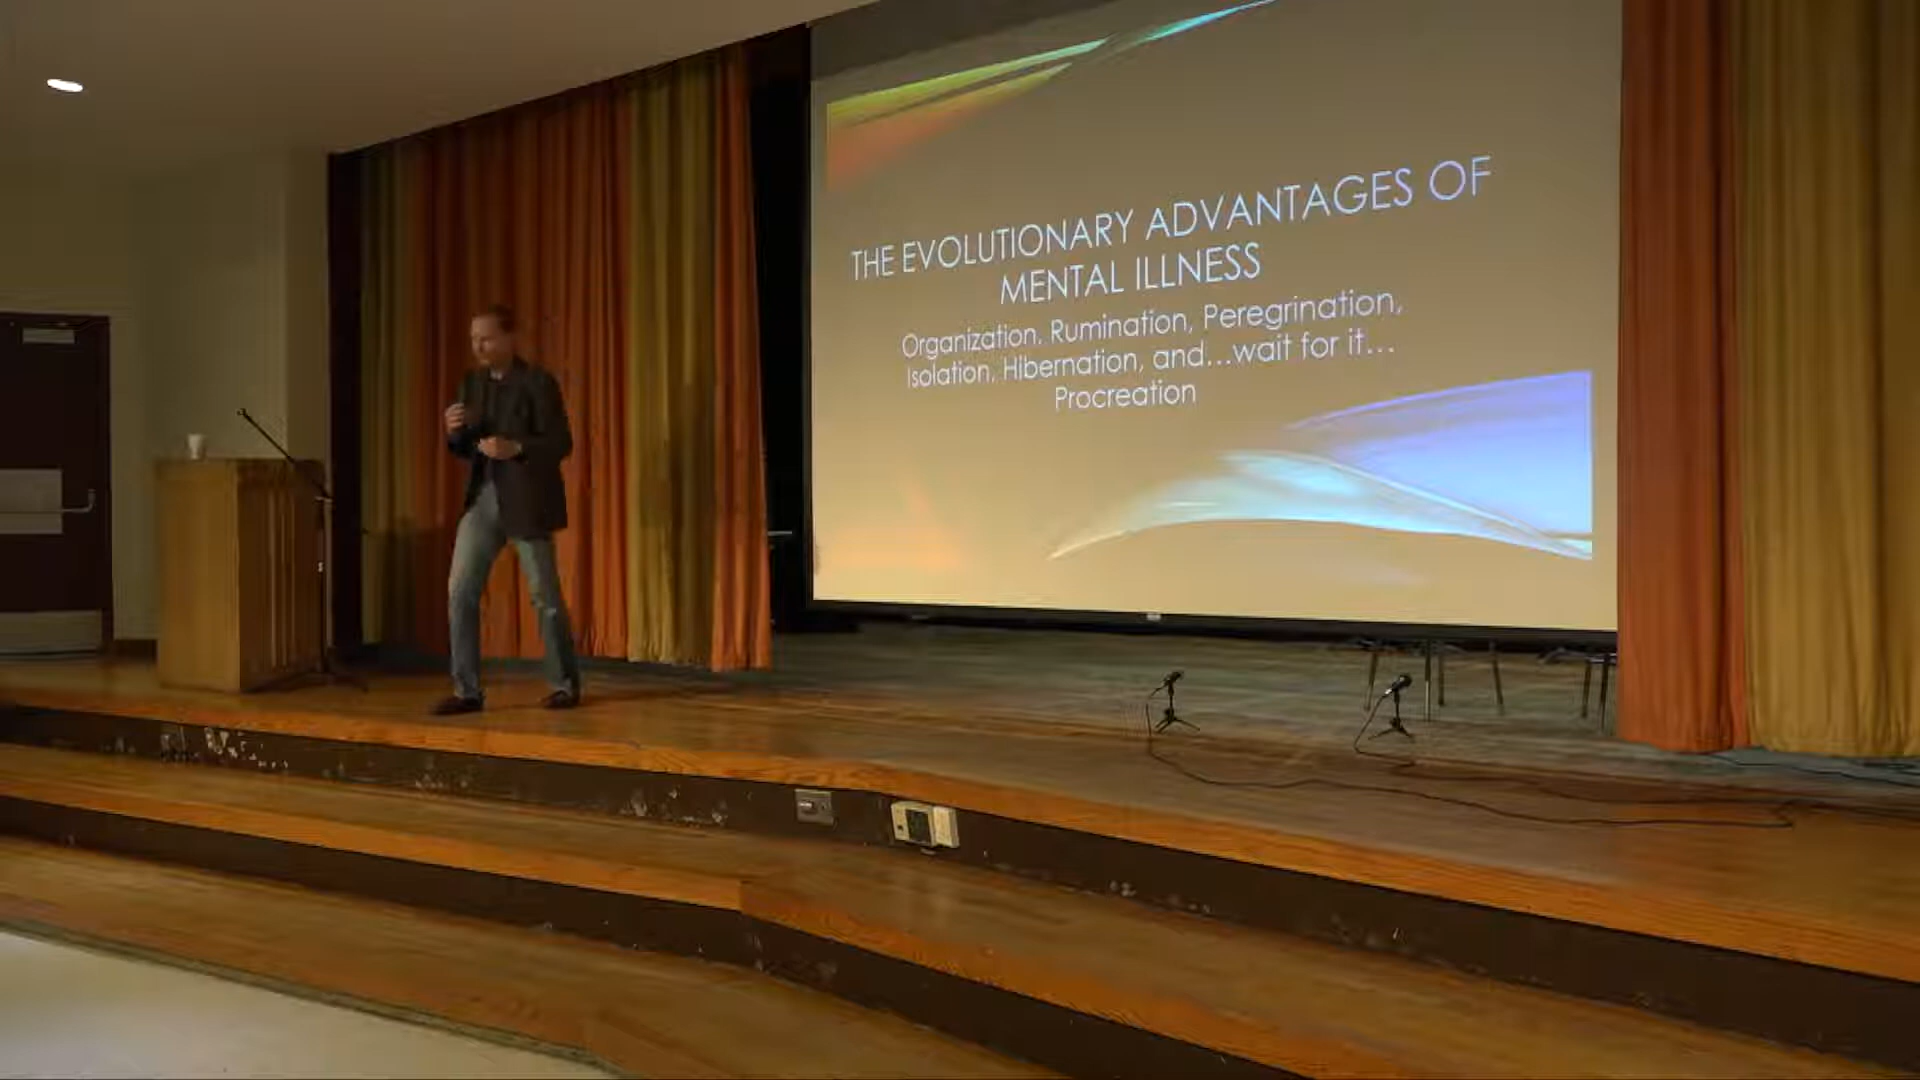 THE EVOLUTIONARY ADVANTAGES OF
MENTAL ILLNESS
Organization, Rumination, Peregrination,
Isolation, Hibernation, and...wait for it...
Procreation